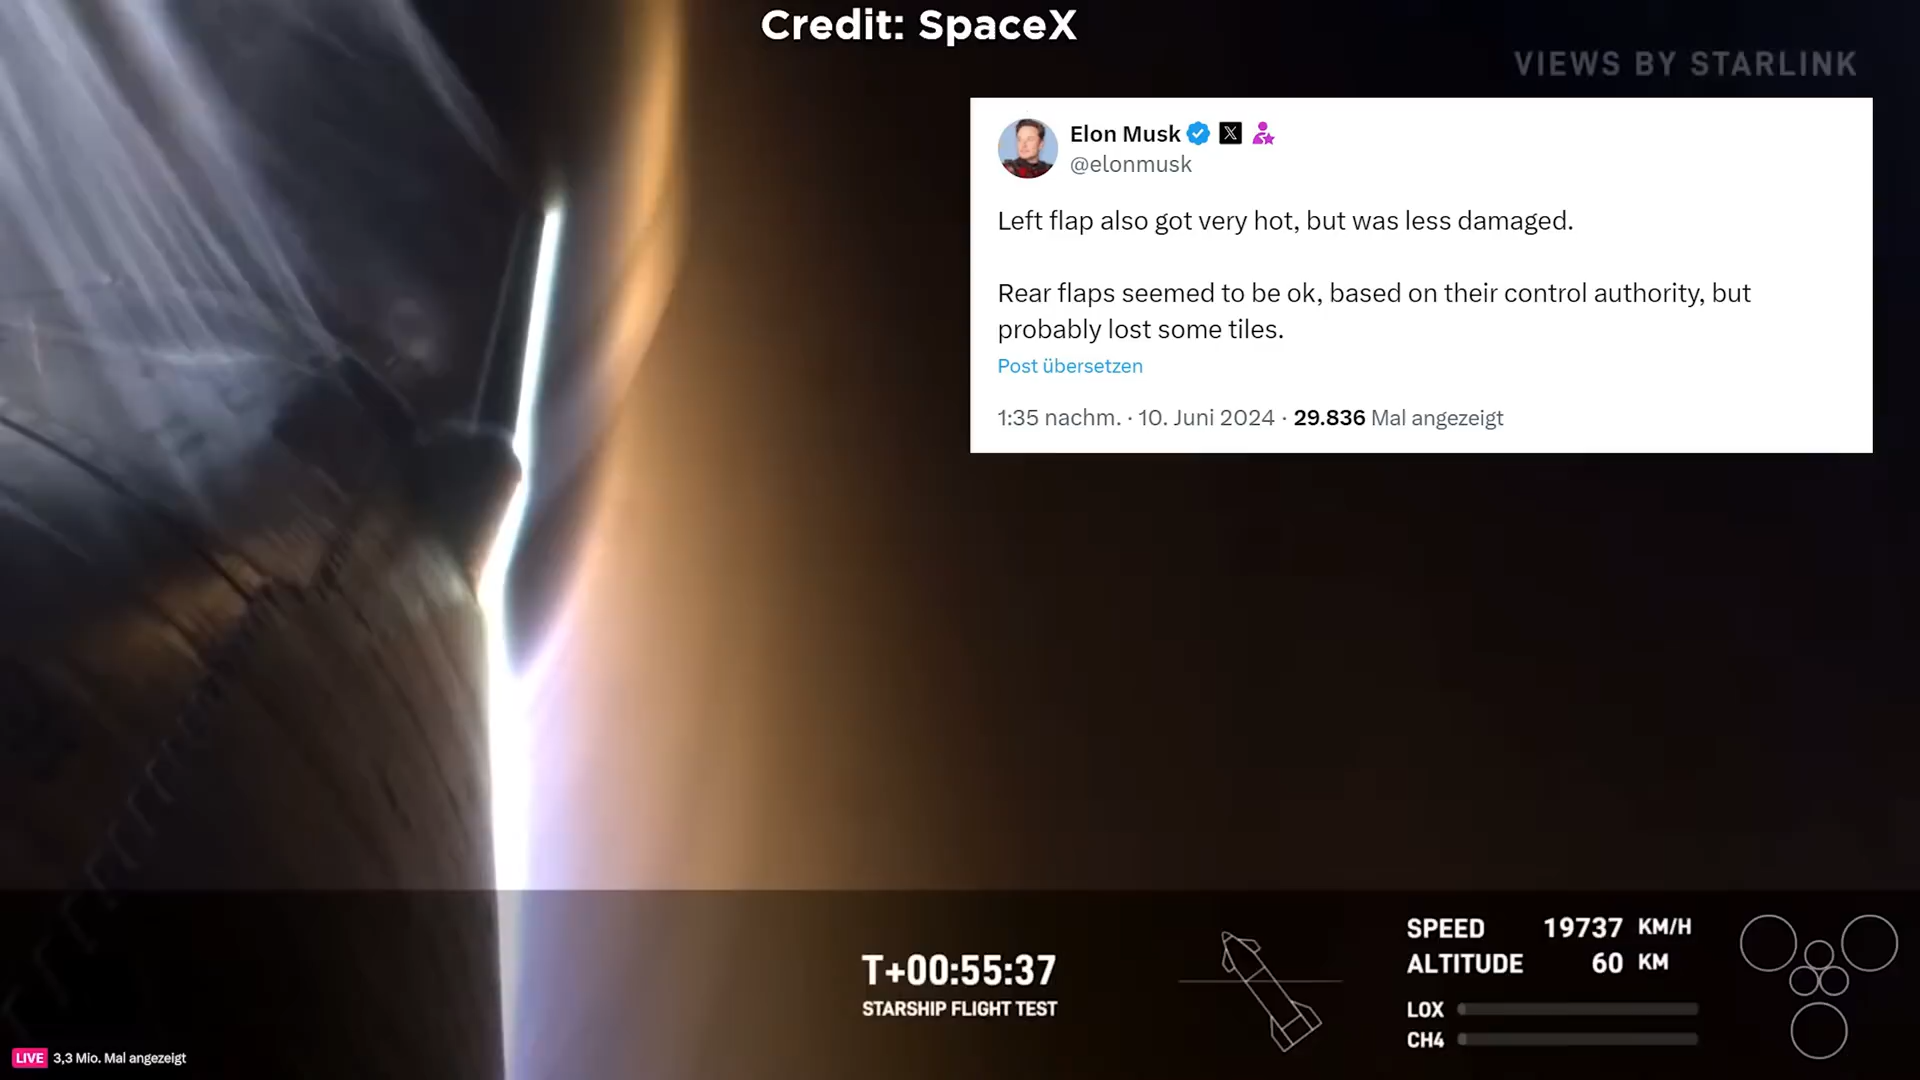 Credit: SpaceX
VIEWS BY STARLINK
Elon Musk
@elonmusk
Left flap also got very hot, but was less damaged.
Rear flaps seemed to be ok, based on their control authority, but
probably lost some tiles.
Post übersetzen
1:35 nachm. · 10. Juni 2024 · 29.836 Mal angezeigt
SPEED 19737 KM/H
ALTITUDE 60 KM
T+00:55:37
STARSHIP FLIGHT TEST
LOX
CH4
LIVE 3,3 Mio. Mal angezeigt